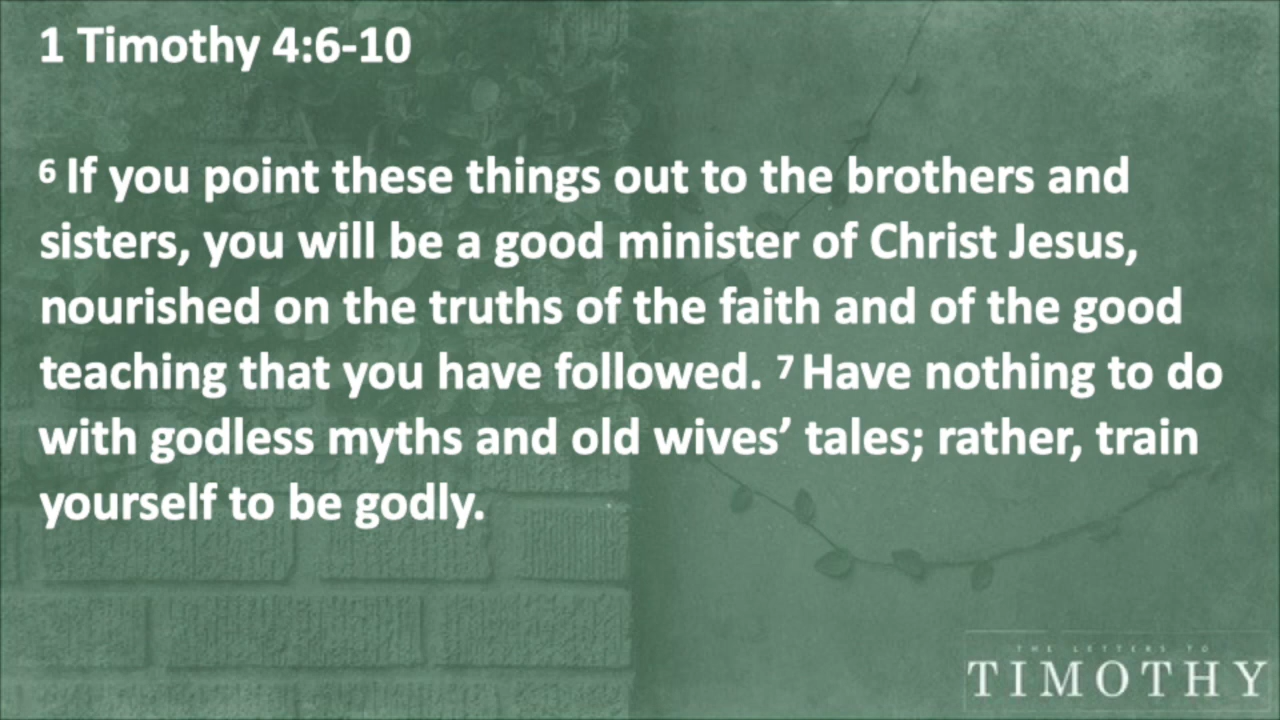 1 Timothy 4:6-10
6 If you point these things out to the brothers and
sisters, you will be a good minister of Christ Jesus,
nourished on the truths of the faith and of the good
teaching that you have followed. 7 Have nothing to do
with godless myths and old wives’ tales; rather, train
yourself to be godly.
THE LETTERS TO
TIMOTHY